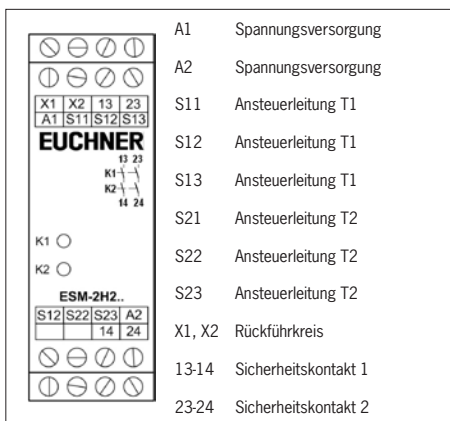 X1 X2 13 23
A1 S11 S12 S13
EUCHNER
13 23
K1
K2
14 24
K1
K2
ESM-2H2..
S12 S22 S23 A2
14 24
A1 Spannungsversorgung
A2 Spannungsversorgung
S11 Ansteuerleitung T1
S12 Ansteuerleitung T1
S13 Ansteuerleitung T1
S21 Ansteuerleitung T2
S22 Ansteuerleitung T2
S23 Ansteuerleitung T2
X1, X2 Rückführkreis
13-14 Sicherheitskontakt 1
23-24 Sicherheitskontakt 2